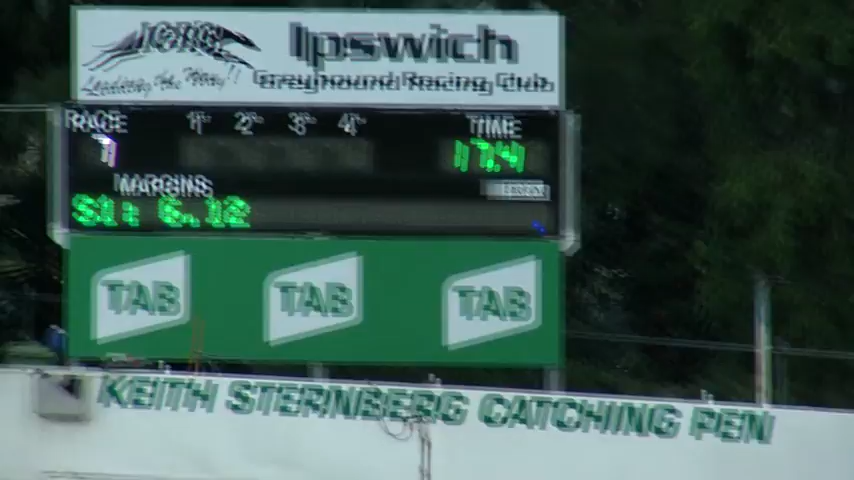 IGRC
Leading the Way!!
Ipswich
Greyhound Racing Club
RACE 1st 2nd 3rd 4th TIME
7 17.4
MARGINS
S1: 6.12
TAB TAB TAB
KEITH STERNBERG CATCHING PEN